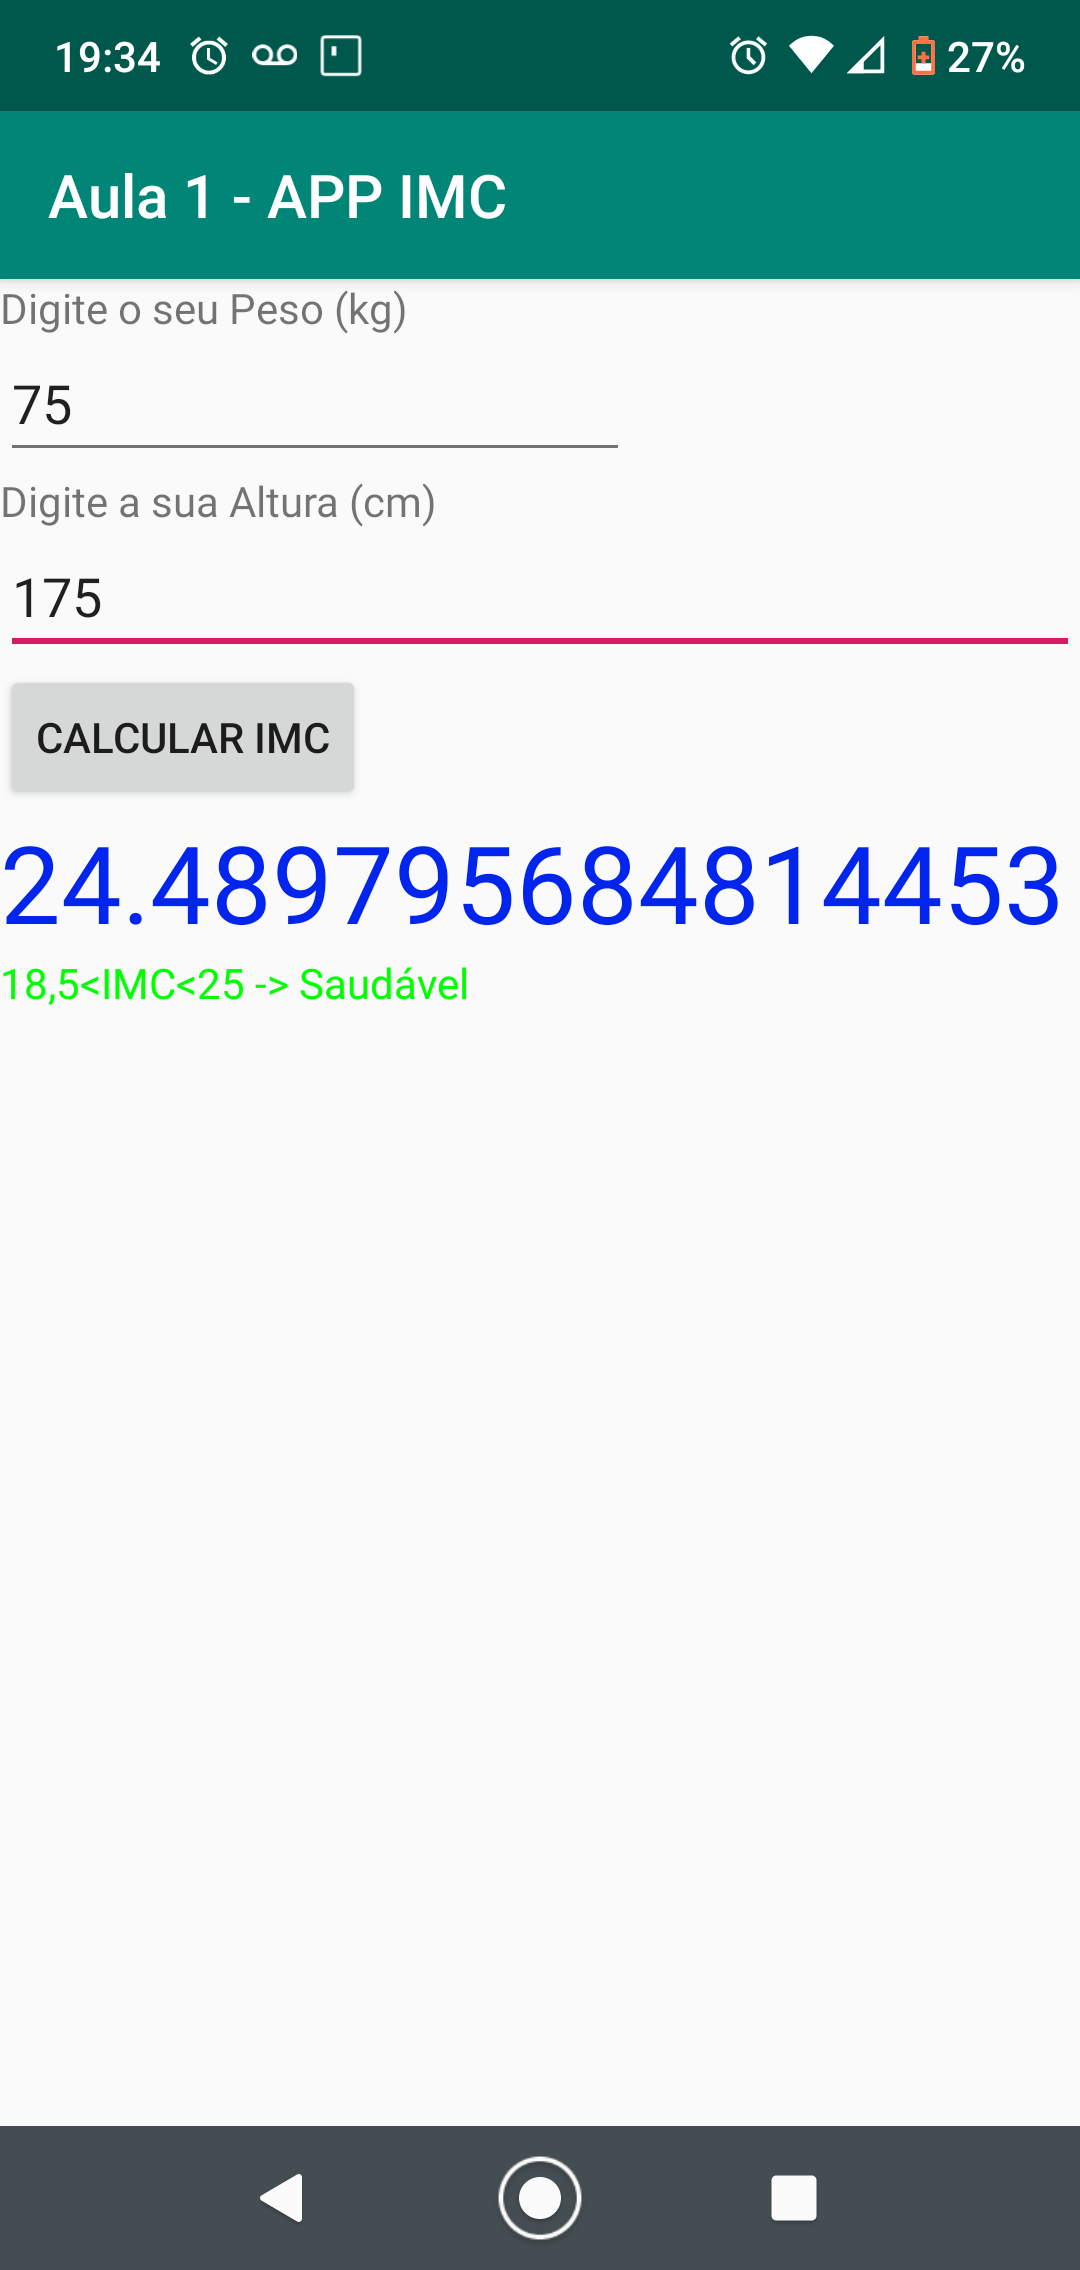 19:34 27%
Aula 1 - APP IMC
Digite o seu Peso (kg)
75
Digite a sua Altura (cm)
175
CALCULAR IMC
24.489795684814453
18,5<IMC<25 -> Saudável